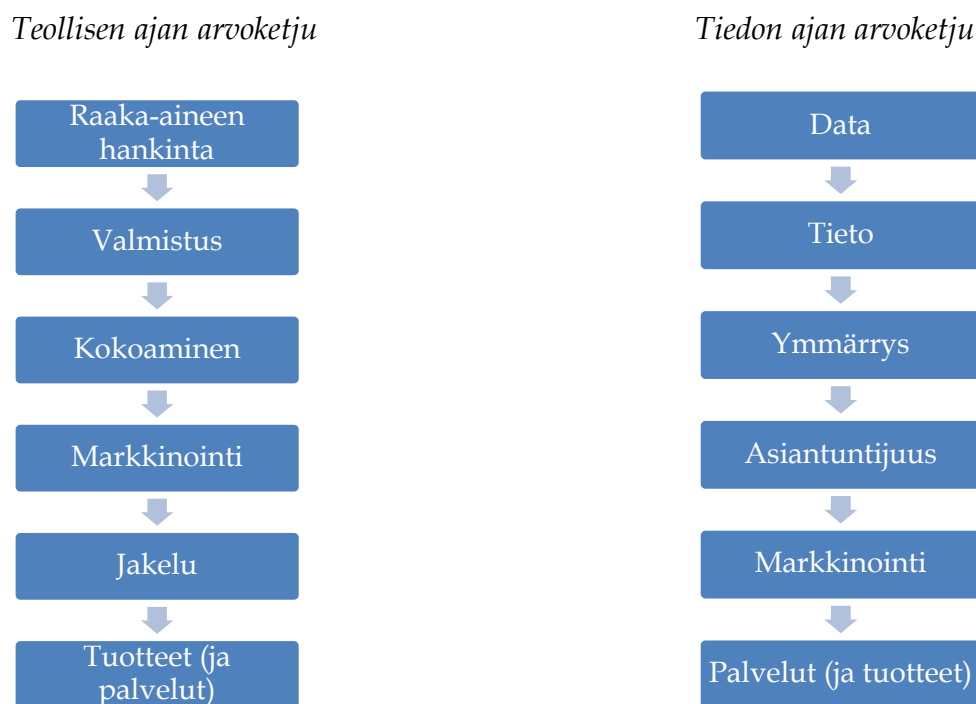 Teollisen ajan arvoketju
Raaka-aineen
hankinta
Valmistus
Kokoaminen
Markkinointi
Jakelu
Tuotteet (ja
palvelut)
Tiedon ajan arvoketju
Data
Tieto
Ymmärrys
Asiantuntijuus
Markkinointi
Palvelut (ja tuotteet)